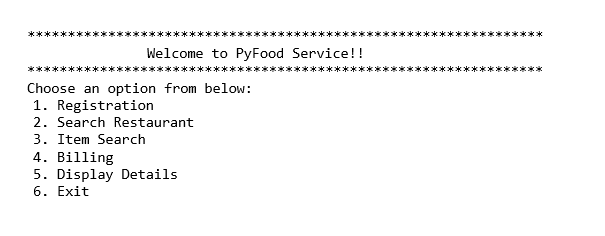 *****************************************************************
Welcome to PyFood Service!!
*****************************************************************
Choose an option from below:
1. Registration
2. Search Restaurant
3. Item Search
4. Billing
5. Display Details
6. Exit